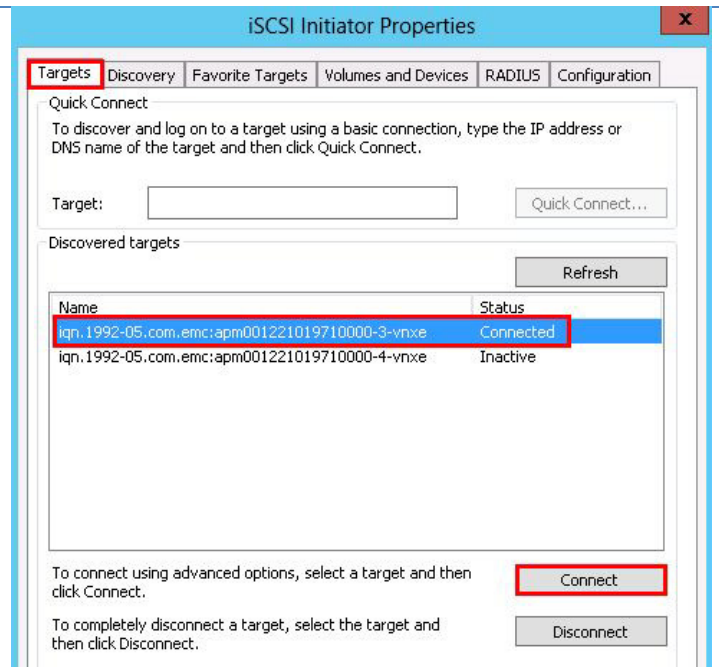 iSCSI Initiator Properties
x
Targets Discovery Favorite Targets Volumes and Devices RADIUS Configuration
Quick Connect
To discover and log on to a target using a basic connection, type the IP address or
DNS name of the target and then click Quick Connect.
Target:
Quick Connect...
Discovered targets
Refresh
Name Status
iqn.1992-05.com.emc:apm001221019710000-3-vnxe Connected
iqn.1992-05.com.emc:apm001221019710000-4-vnxe Inactive
To connect using advanced options, select a target and then
click Connect.
Connect
To completely disconnect a target, select the target and
then click Disconnect.
Disconnect